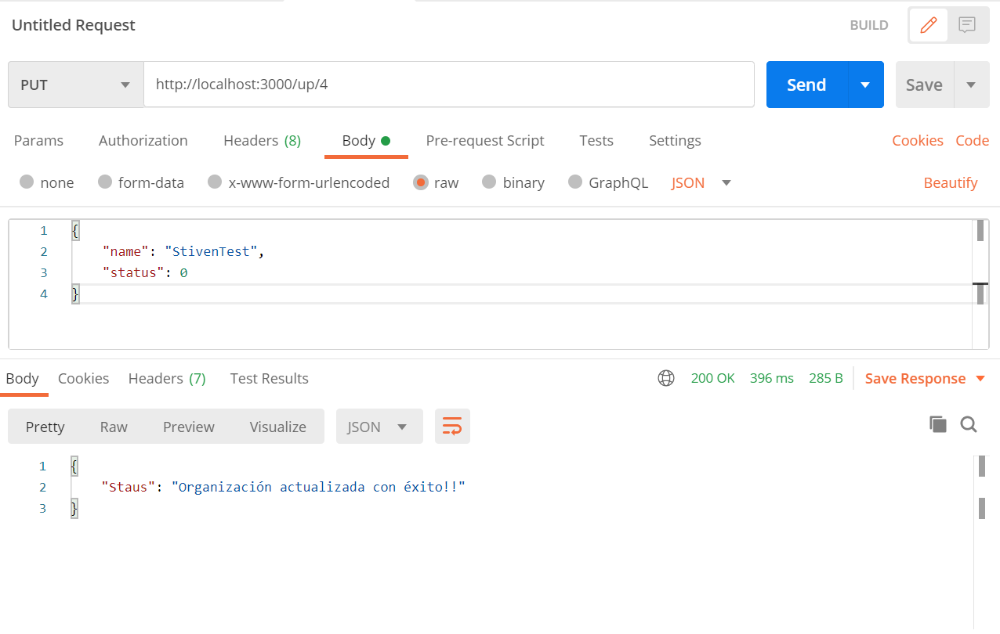 Untitled Request BUILD
PUT http://localhost:3000/up/4 Send Save
Params Authorization Headers (8) Body Pre-request Script Tests Settings Cookies Code
none form-data x-www-form-urlencoded raw binary GraphQL JSON Beautify
1 {
2 "name": "StivenTest",
3 "status": 0
4 }
Body Cookies Headers (7) Test Results 200 OK 396 ms 285 B Save Response
Pretty Raw Preview Visualize JSON
1 {
2 "Staus": "Organización actualizada con éxito!!"
3 }